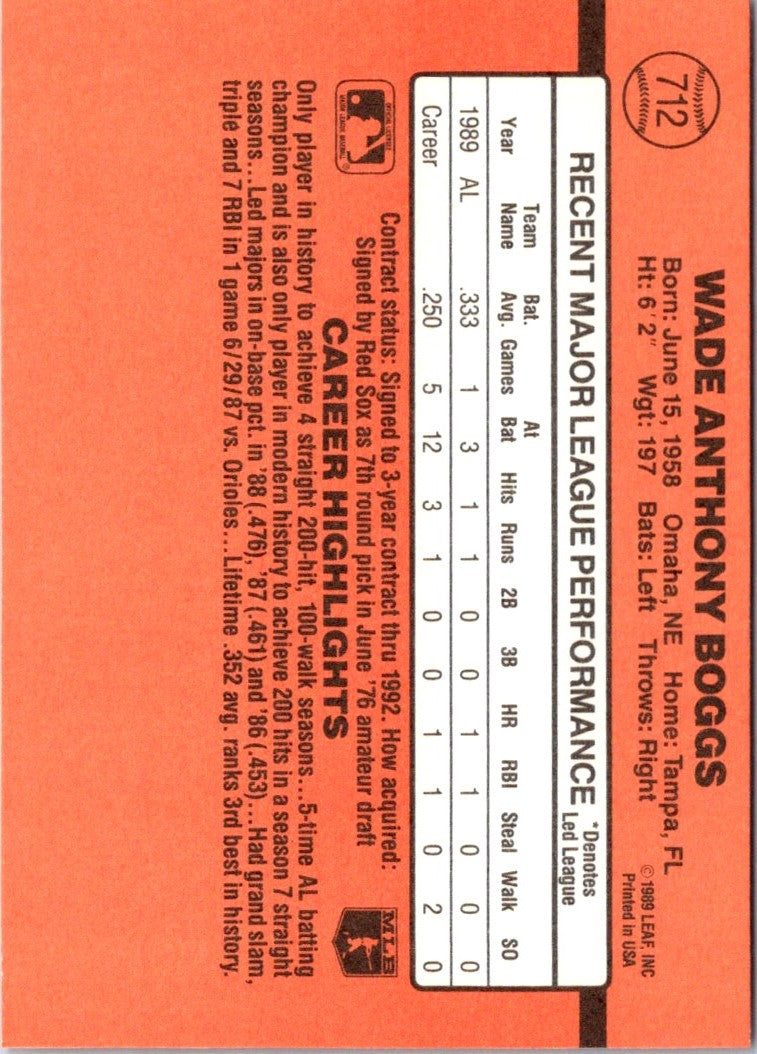 712
WADE ANTHONY BOGGS
Born: June 15, 1958 Omaha, NE Home: Tampa, FL
Ht: 6' 2" Wgt: 197 Bats: Left Throws: Right
© 1989 LEAF, INC
Printed in USA
RECENT MAJOR LEAGUE PERFORMANCE *Denotes Led League
Year Team Name Bat. Avg. Games At Bat Hits Runs 2B 3B HR RBI Steal Walk SO
1989 AL .333 1 3 1 1 0 0 1 1 0 0 0
Career .250 5 12 3 1 0 0 1 1 0 2 0
OFFICIAL LICENSEE
MAJOR LEAGUE BASEBALL
®
Contract status: Signed to 3-year contract thru 1992. How acquired:
Signed by Red Sox as 7th round pick in June '76 amateur draft
MLB
CAREER HIGHLIGHTS
Only player in history to achieve 4 straight 200-hit, 100-walk seasons...5-time AL batting
champion and is also only player in modern history to achieve 200 hits in a season 7 straight
seasons...Led majors in on-base pct. in '88 (.476), '87 (.461) and '86 (.453)...Had grand slam,
triple and 7 RBI in 1 game 6/29/87 vs. Orioles...Lifetime .352 avg. ranks 3rd best in history.